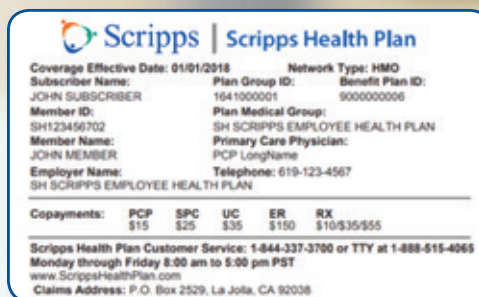 Scripps | Scripps Health Plan
Coverage Effective Date: 01/01/2018 Network Type: HMO
Subscriber Name: Plan Group ID: Benefit Plan ID:
JOHN SUBSCRIBER 1641000001 9000000006
Member ID: Plan Medical Group:
SH123456702 SH SCRIPPS EMPLOYEE HEALTH PLAN
Member Name: Primary Care Physician:
JOHN MEMBER PCP LongName
Employer Name: Telephone: 619-123-4567
SH SCRIPPS EMPLOYEE HEALTH PLAN
Copayments: PCP SPC UC ER RX
$15 $25 $35 $150 $10/$35/$55
Scripps Health Plan Customer Service: 1-844-337-3700 or TTY at 1-888-515-4065
Monday through Friday 8:00 am to 5:00 pm PST
www.ScrippsHealthPlan.com
Claims Address: P.O. Box 2529, La Jolla, CA 92038